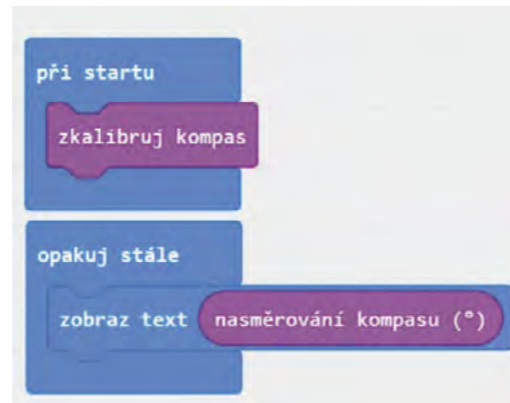 při startu
zkalibruj kompas
opakuj stále
zobraz text nasměrování kompasu (°)